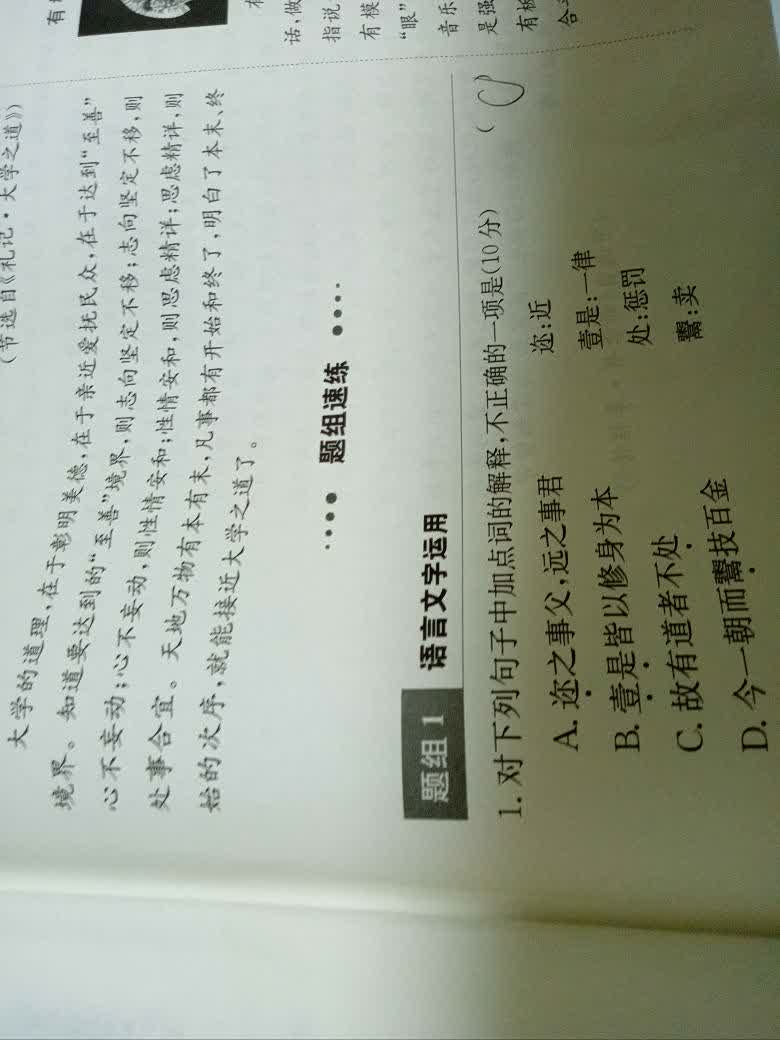 (节选自《礼记·大学之道》)
大学的道理,在于彰明美德,在于亲近爱抚民众,在于达到“至善”
境界。知道要达到的“至善”境界,则志向坚定不移;志向坚定不移,则
心不妄动;心不妄动,则性情安和;性情安和,则思虑精详;思虑精详,则
处事合宜。天地万物有本有末,凡事都有开始和终了,明白了本末、终
始的次序,就能接近大学之道了。
题组速练
题组1 语言文字运用
1. 对下列句子中加点词的解释,不正确的一项是(10分) (
A. 迩之事父,远之事君 迩:近
B. 壹是皆以修身为本 壹是:一律
C. 故有道者不处 处:惩罚
D. 今一朝而鬻技百金 鬻:卖
话,做
指说
有模
“眼”
音乐
是强
有板